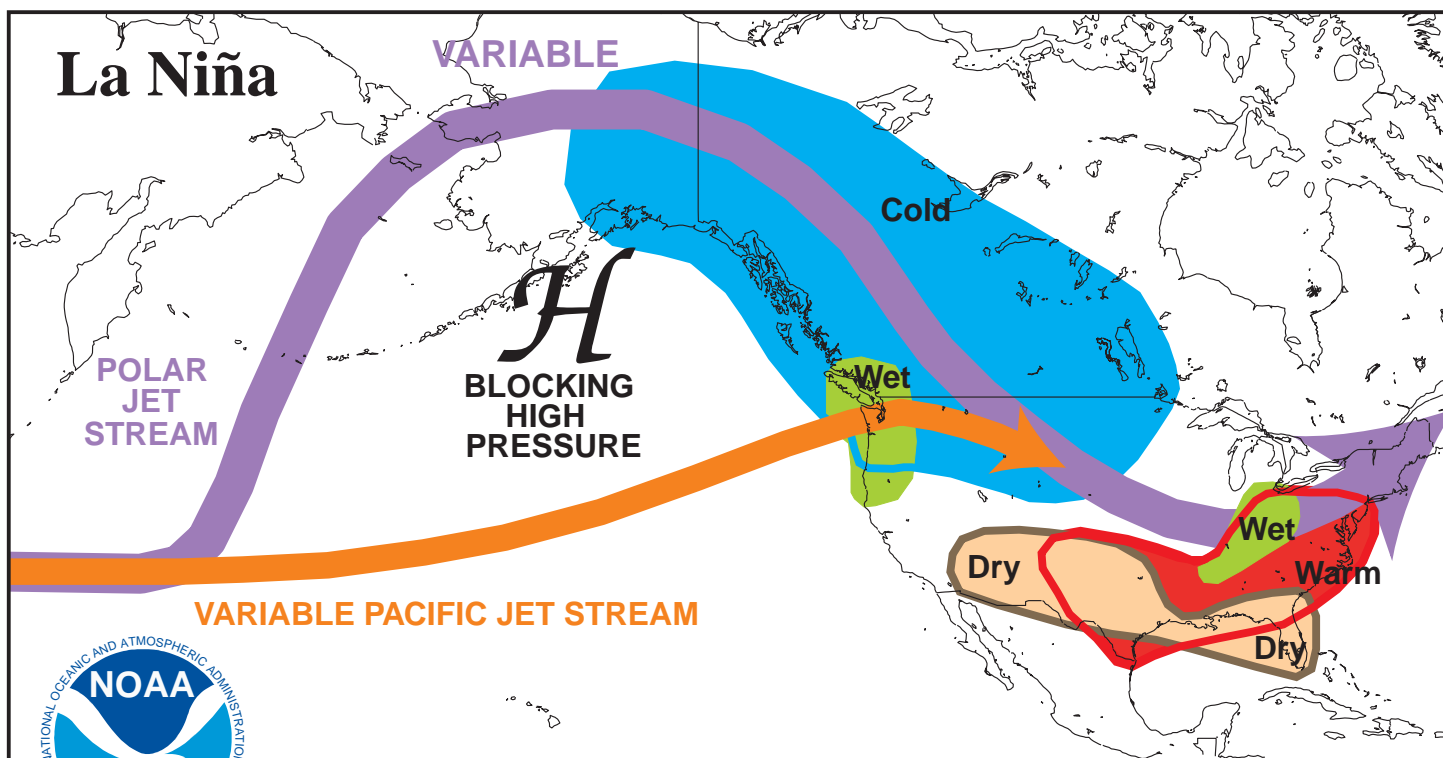 La Niña
VARIABLE
Cold
H
BLOCKING
HIGH
PRESSURE
POLAR
JET
STREAM
Wet
Wet
Dry
Warm
Dry
VARIABLE PACIFIC JET STREAM
NATIONAL OCEANIC AND ATMOSPHERIC ADMINISTRATION
NOAA